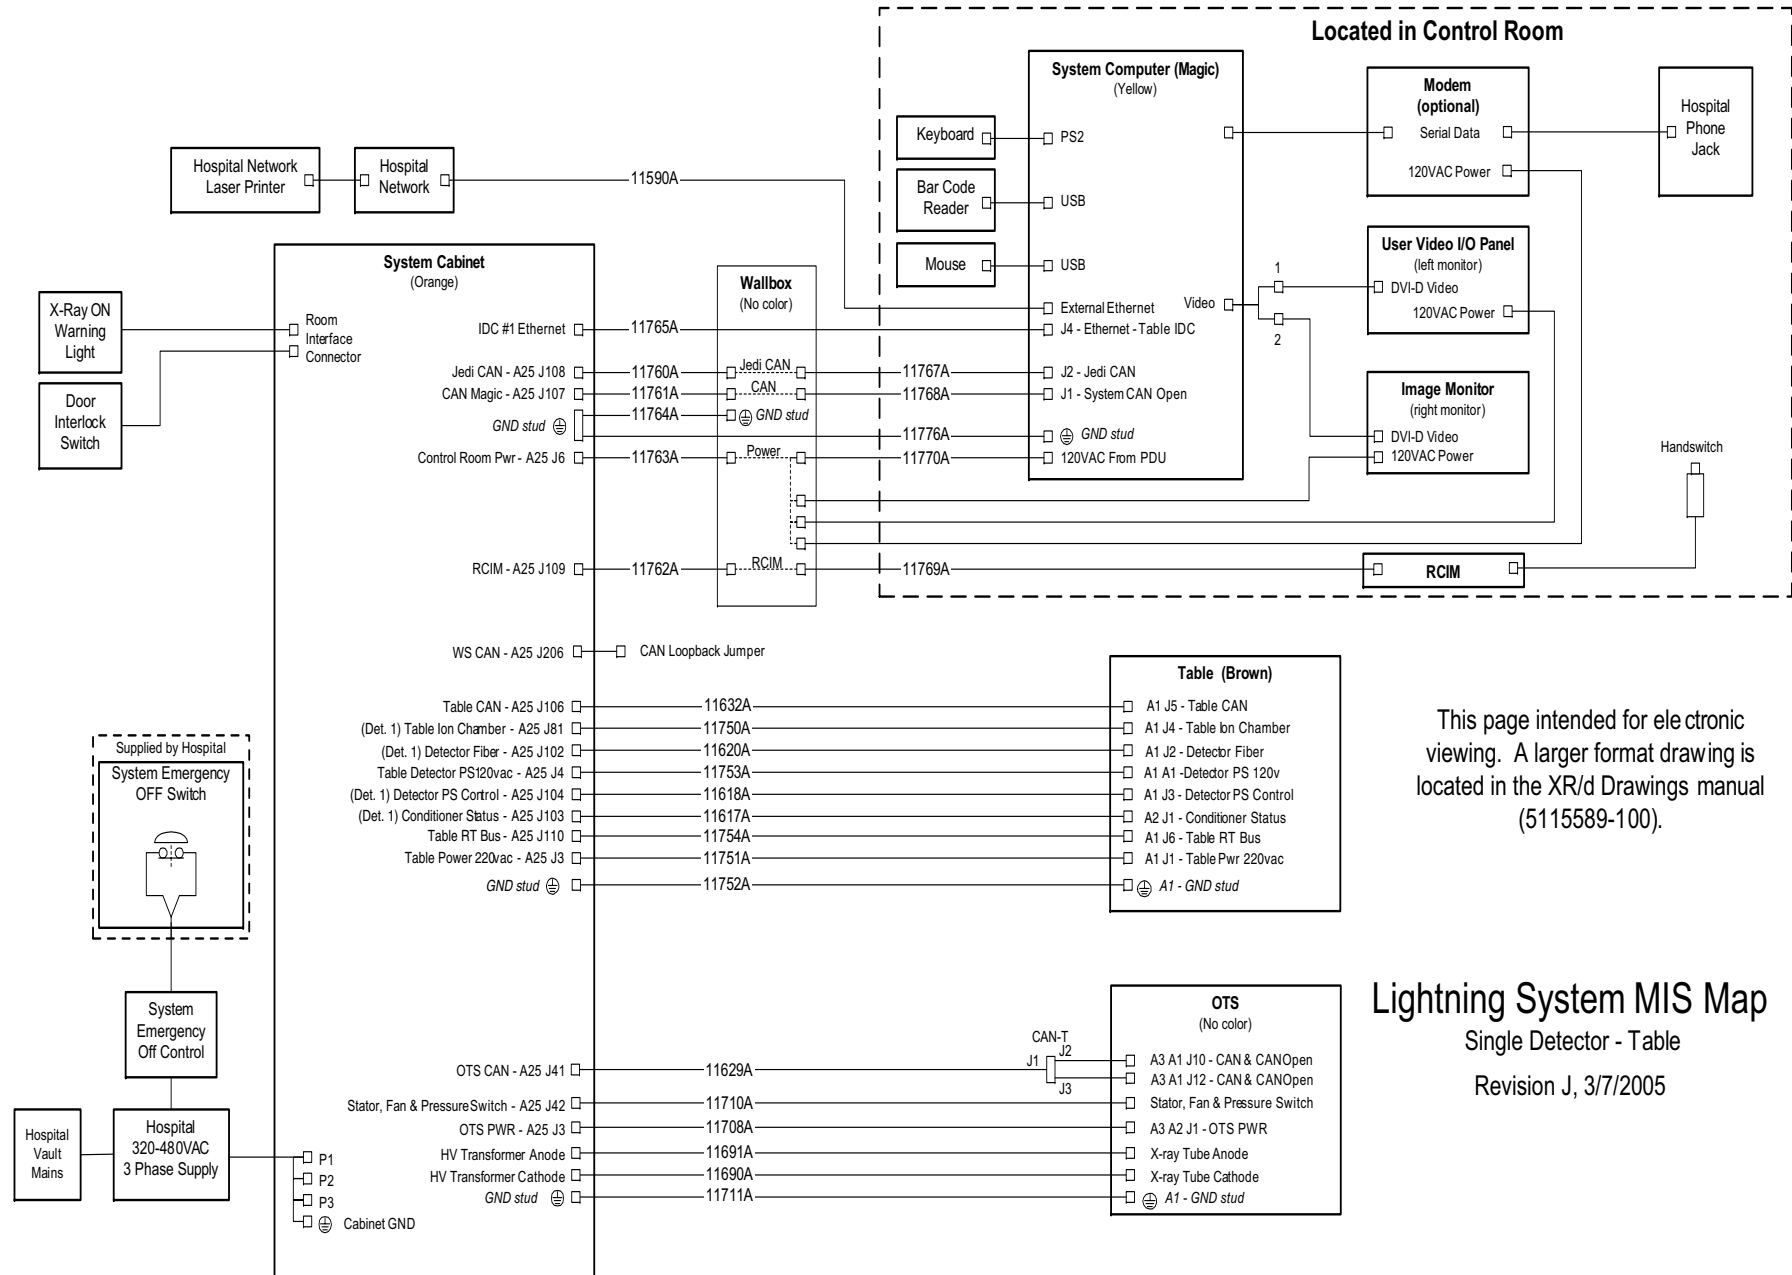 Located in Control Room
System Computer (Magic)
(Yellow)
Keyboard
PS2
Bar Code
Reader
USB
Mouse
USB
External Ethernet
Video
J4 - Ethernet - Table IDC
J2 - Jedi CAN
J1 - System CAN Open
GND stud
120VAC From PDU
1
2
Modem
(optional)
Serial Data
120VAC Power
Hospital
Phone
Jack
User Video I/O Panel
(left monitor)
DVI-D Video
120VAC Power
Image Monitor
(right monitor)
DVI-D Video
120VAC Power
Handswitch
RCIM
Hospital Network
Laser Printer
Hospital
Network
11590A
X-Ray ON
Warning
Light
Door
Interlock
Switch
System Cabinet
(Orange)
Room
Interface
Connector
IDC #1 Ethernet
Jedi CAN - A25 J108
CAN Magic - A25 J107
GND stud
Control Room Pwr - A25 J6
RCIM - A25 J109
11765A
11760A
11761A
11764A
11763A
11762A
Wallbox
(No color)
Jedi CAN
CAN
GND stud
Power
RCIM
11767A
11768A
11776A
11770A
11769A
WS CAN - A25 J206
CAN Loopback Jumper
Table CAN - A25 J106
(Det. 1) Table Ion Chamber - A25 J81
(Det. 1) Detector Fiber - A25 J102
Table Detector PS120vac - A25 J4
(Det. 1) Detector PS Control - A25 J104
(Det. 1) Conditioner Status - A25 J103
Table RT Bus - A25 J110
Table Power 220vac - A25 J3
GND stud
11632A
11750A
11620A
11753A
11618A
11617A
11754A
11751A
11752A
Table (Brown)
A1 J5 - Table CAN
A1 J4 - Table Ion Chamber
A1 J2 - Detector Fiber
A1 A1 -Detector PS 120v
A1 J3 - Detector PS Control
A2 J1 - Conditioner Status
A1 J6 - Table RT Bus
A1 J1 - Table Pwr 220vac
A1 - GND stud
This page intended for ele ctronic
viewing. A larger format drawing is
located in the XR/d Drawings manual
(5115589-100).
Supplied by Hospital
System Emergency
OFF Switch
System
Emergency
Off Control
Hospital
Vault
Mains
Hospital
320-480VAC
3 Phase Supply
P1
P2
P3
Cabinet GND
OTS CAN - A25 J41
Stator, Fan & Pressure Switch - A25 J42
OTS PWR - A25 J3
HV Transformer Anode
HV Transformer Cathode
GND stud
11629A
11710A
11708A
11691A
11690A
11711A
CAN-T
J1
J2
J3
OTS
(No color)
A3 A1 J10 - CAN & CANOpen
A3 A1 J12 - CAN & CANOpen
Stator, Fan & Pressure Switch
A3 A2 J1 - OTS PWR
X-ray Tube Anode
X-ray Tube Cathode
A1 - GND stud
Lightning System MIS Map
Single Detector - Table
Revision J, 3/7/2005